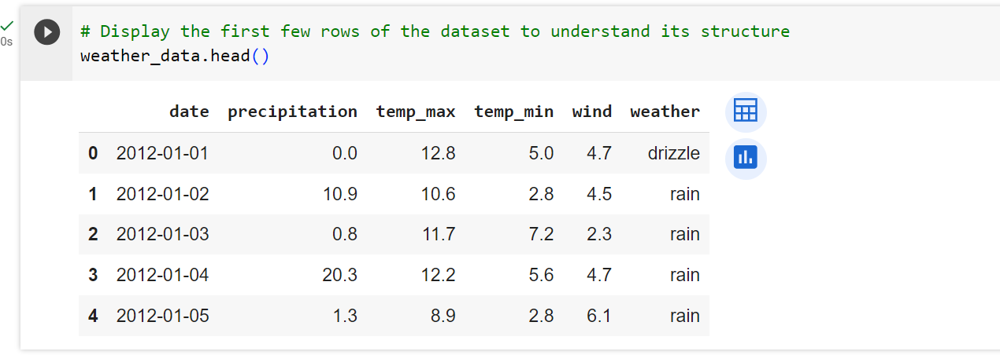 # Display the first few rows of the dataset to understand its structure
0s
weather_data.head()
date precipitation temp_max temp_min wind weather
0 2012-01-01 0.0 12.8 5.0 4.7 drizzle
1 2012-01-02 10.9 10.6 2.8 4.5 rain
2 2012-01-03 0.8 11.7 7.2 2.3 rain
3 2012-01-04 20.3 12.2 5.6 4.7 rain
4 2012-01-05 1.3 8.9 2.8 6.1 rain